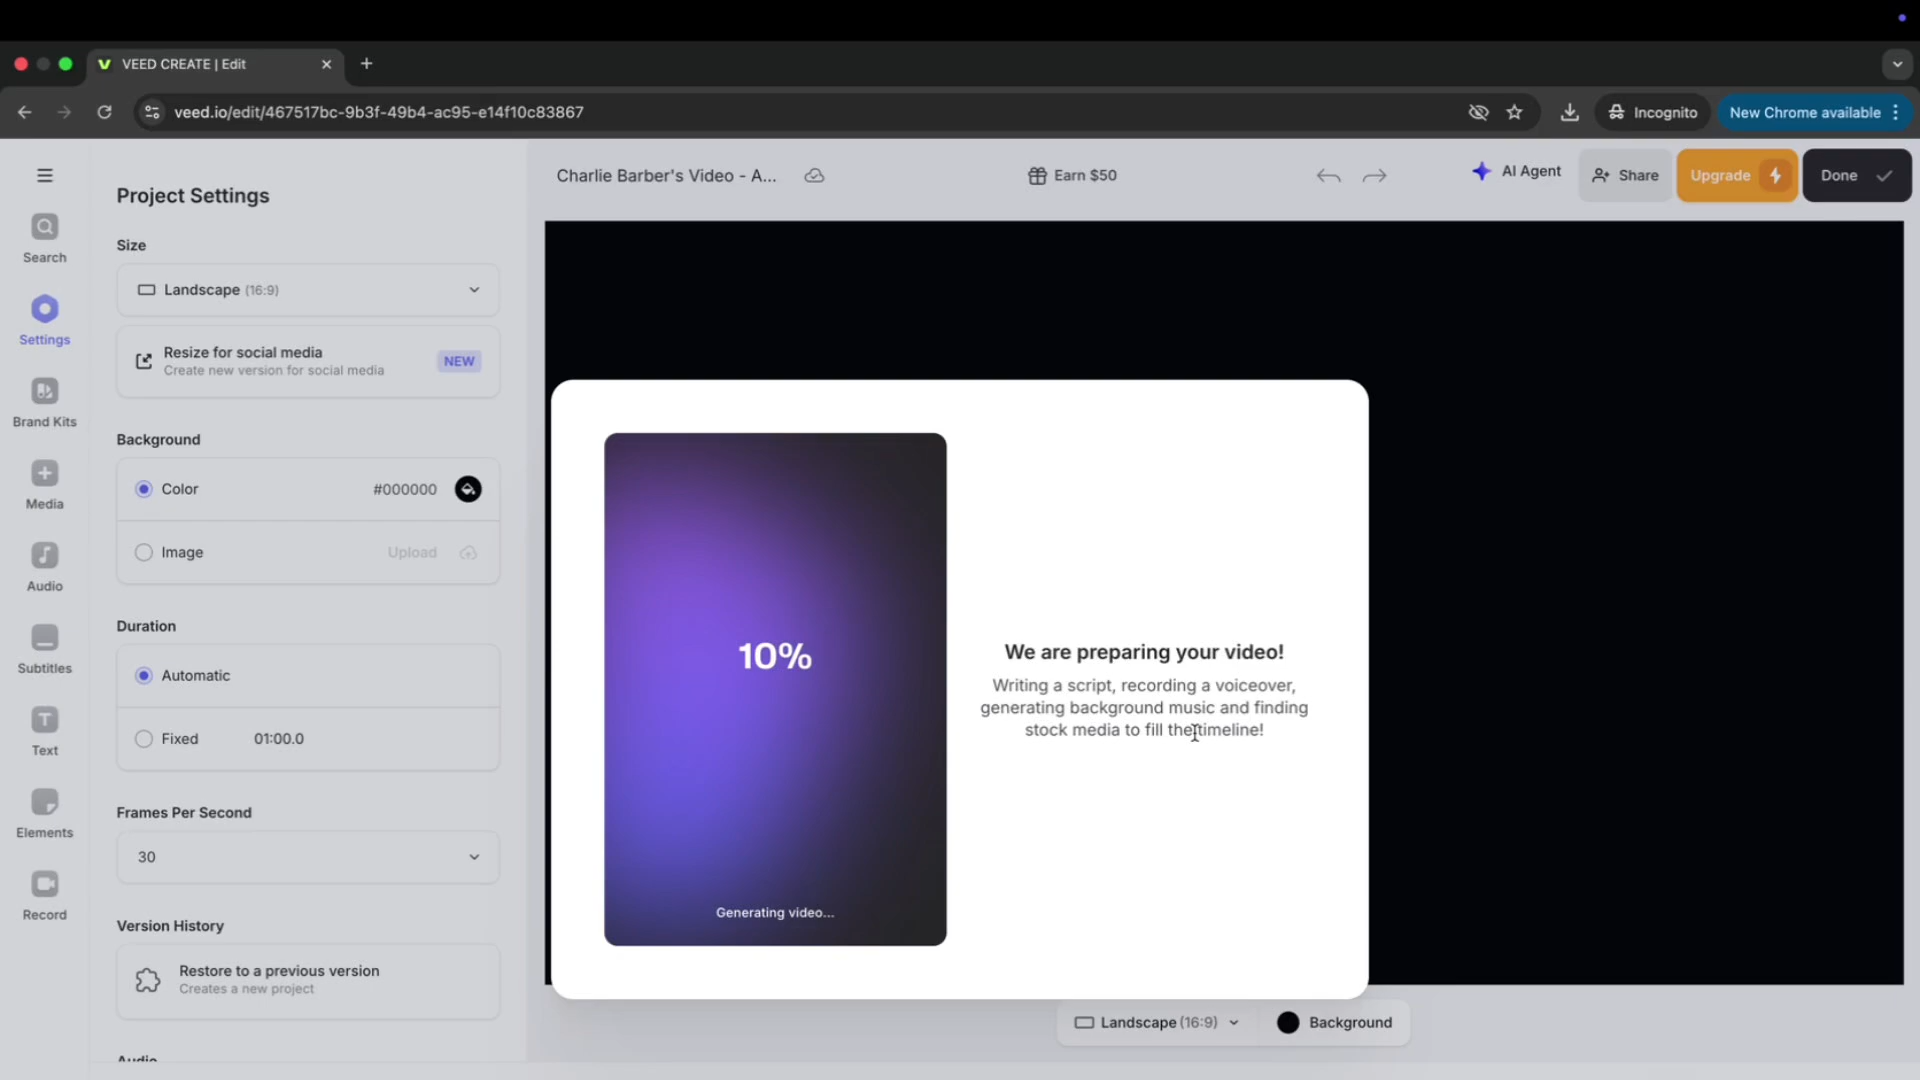 VEED CREATE | Edit
veed.io/edit/467517bc-9b3f-49b4-ac95-e14f10c83867
Incognito
New Chrome available
Project Settings
Charlie Barber's Video - A...
Earn $50
AI Agent
Share
Upgrade
Done
Search
Settings
Brand Kits
Media
Audio
Subtitles
Text
Elements
Record
Size
Landscape (16:9)
Resize for social media
Create new version for social media
NEW
Background
Color
#000000
Image
Upload
Duration
Automatic
Fixed
01:00.0
Frames Per Second
30
Version History
Restore to a previous version
Creates a new project
Audio
10%
Generating video...
We are preparing your video!
Writing a script, recording a voiceover,
generating background music and finding
stock media to fill the timeline!
Landscape (16:9)
Background